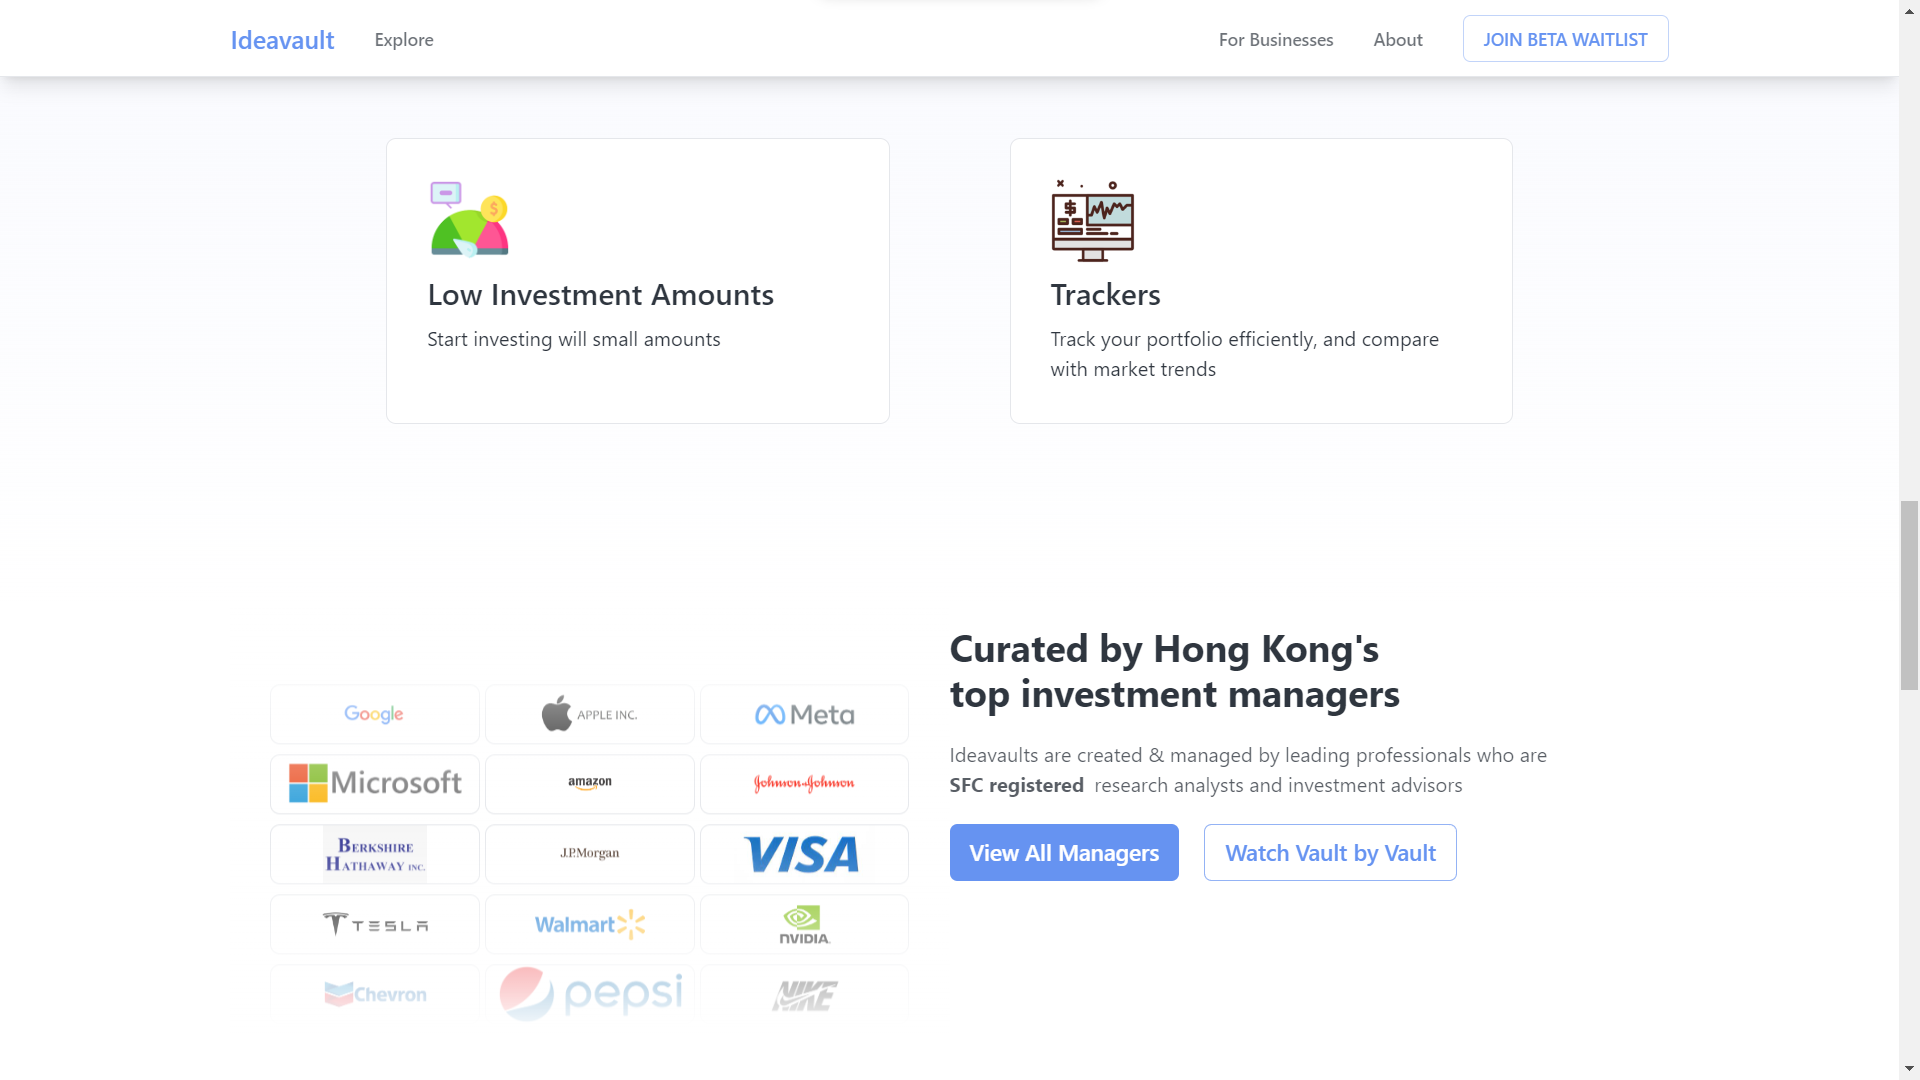 Ideavault
Explore
For Businesses
About
JOIN BETA WAITLIST
Low Investment Amounts
Start investing will small amounts
Trackers
Track your portfolio efficiently, and compare
with market trends
Google
APPLE INC.
Meta
Microsoft
amazon
Johnson & Johnson
BERKSHIRE
HATHAWAY INC.
J.P.Morgan
VISA
TESLA
Walmart
NVIDIA.
Chevron
pepsi
NIKE
Curated by Hong Kong's
top investment managers
Ideavaults are created & managed by leading professionals who are
SFC registered research analysts and investment advisors
View All Managers
Watch Vault by Vault